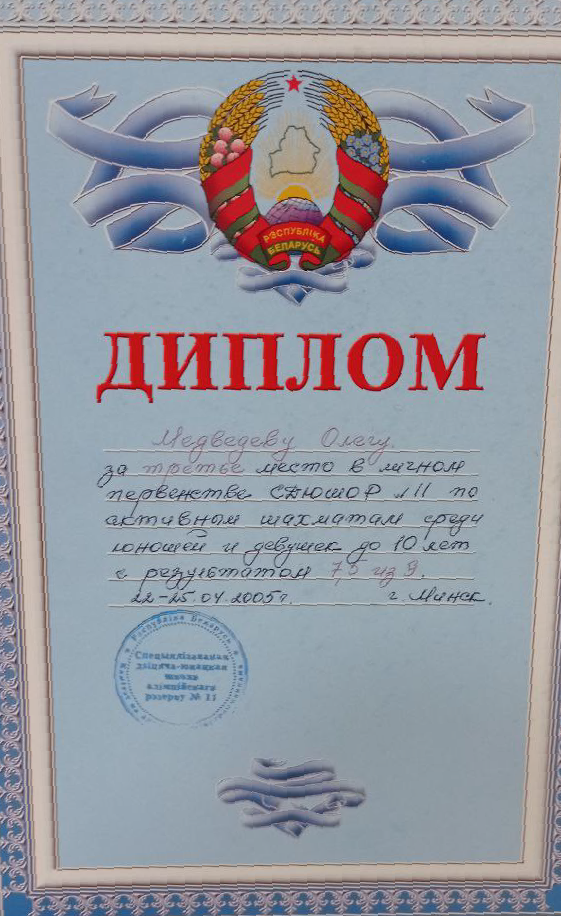 РЭСПУБЛІКА
БЕЛАРУСЬ
ДИПЛОМ
Медведеву Олегу.
за третье место в личном
первенстве СДЮШОР №11 по
активным шахматам среди
юношей и девушек до 10 лет
с результатом 7,5 из 9.
22-25.04.2005г. г. Минск.
Рэспубліка Беларусь
Спецыялізаваная
дзіцяча-юнацкая
школа
алімпійскага
рэзерву № 11